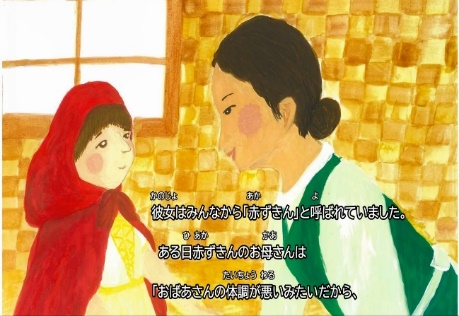 彼女はみんなから「赤ずきん」と呼ばれていました。
ある日赤ずきんのお母さんは
「おばあさんの体調が悪いみたいだから、